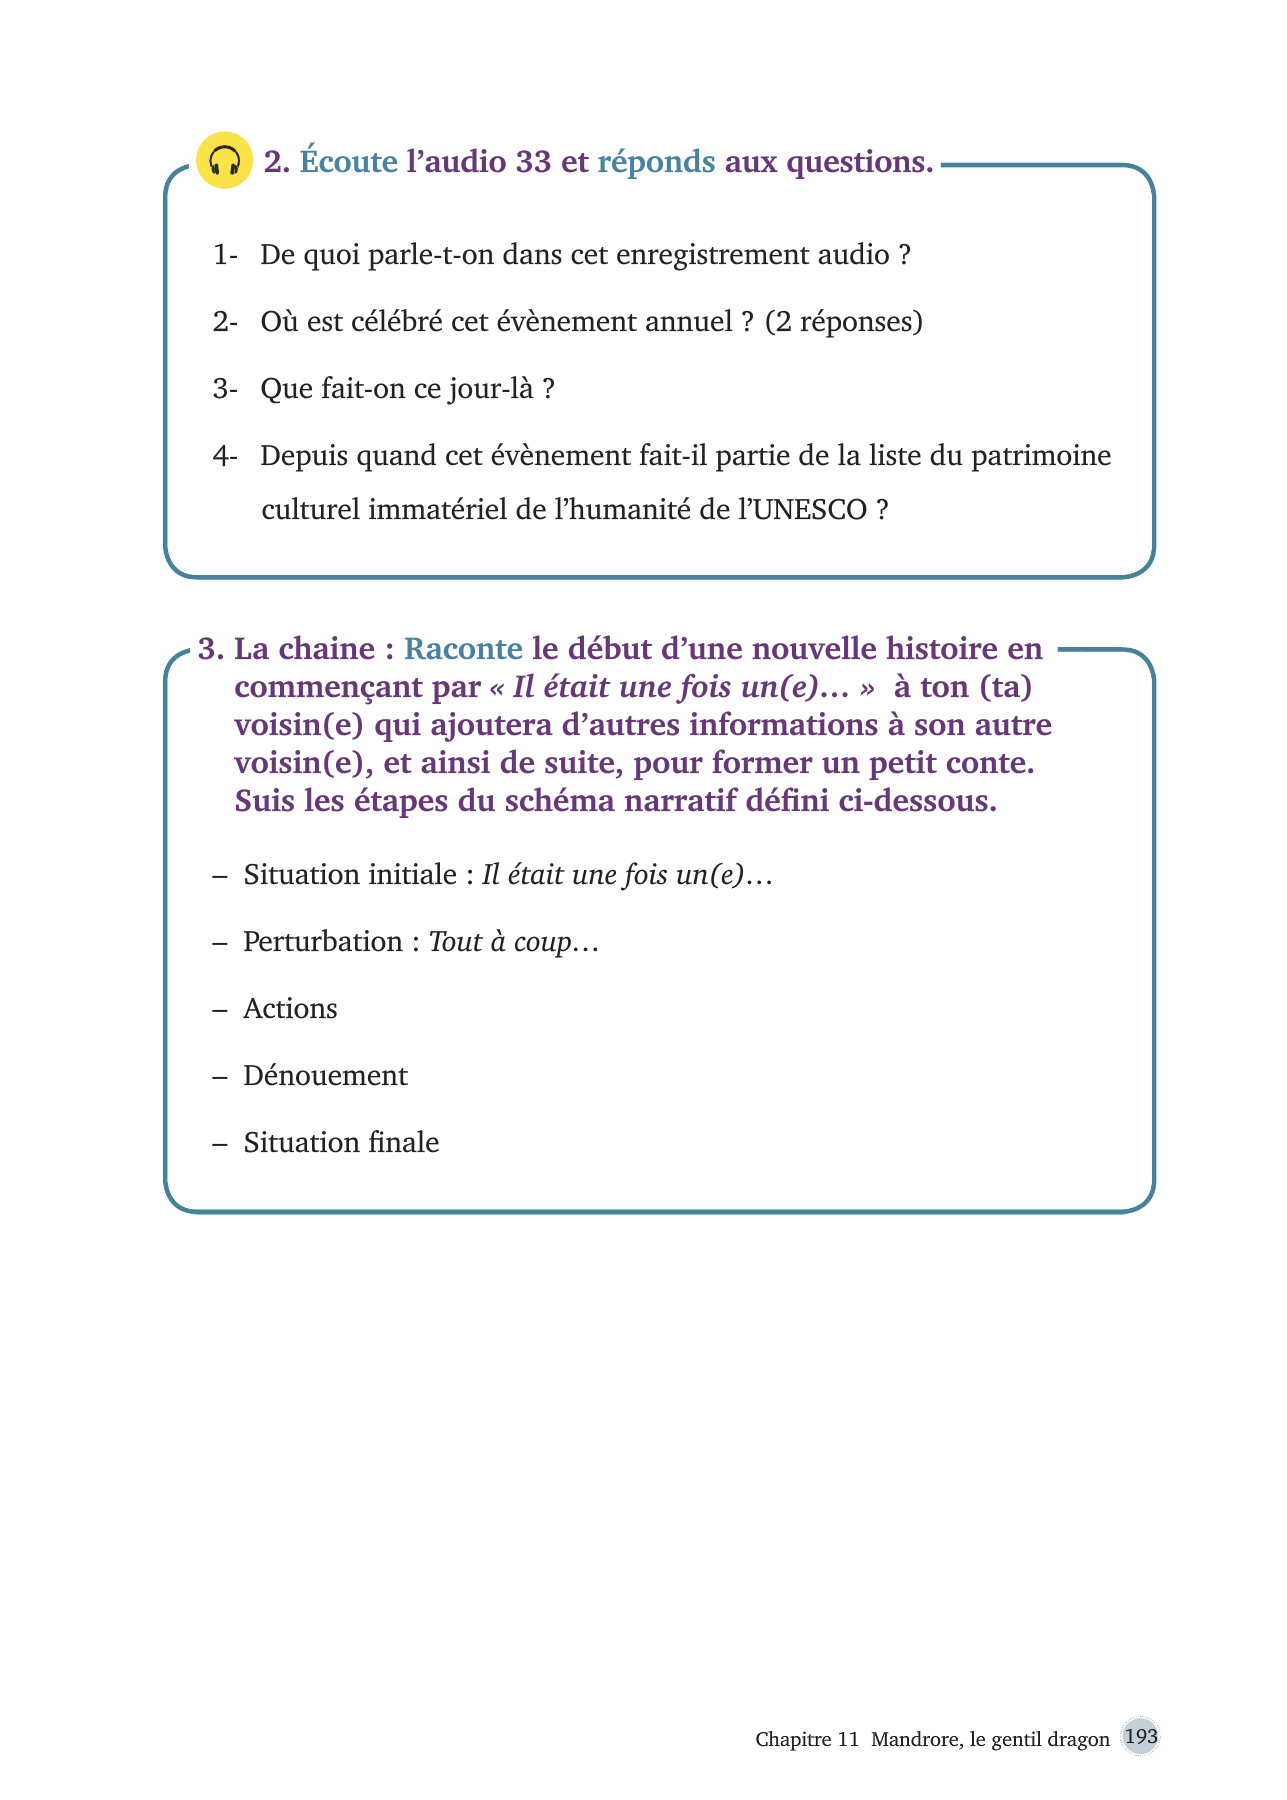 2. Écoute l’audio 33 et réponds aux questions.
1- De quoi parle-t-on dans cet enregistrement audio ?
2- Où est célébré cet évènement annuel ? (2 réponses)
3- Que fait-on ce jour-là ?
4- Depuis quand cet évènement fait-il partie de la liste du patrimoine
culturel immatériel de l’humanité de l’UNESCO ?
3. La chaine : Raconte le début d’une nouvelle histoire en
commençant par « Il était une fois un(e)… » à ton (ta)
voisin(e) qui ajoutera d’autres informations à son autre
voisin(e), et ainsi de suite, pour former un petit conte.
Suis les étapes du schéma narratif défini ci-dessous.
– Situation initiale : Il était une fois un(e)…
– Perturbation : Tout à coup…
– Actions
– Dénouement
– Situation finale
Chapitre 11 Mandrore, le gentil dragon 193